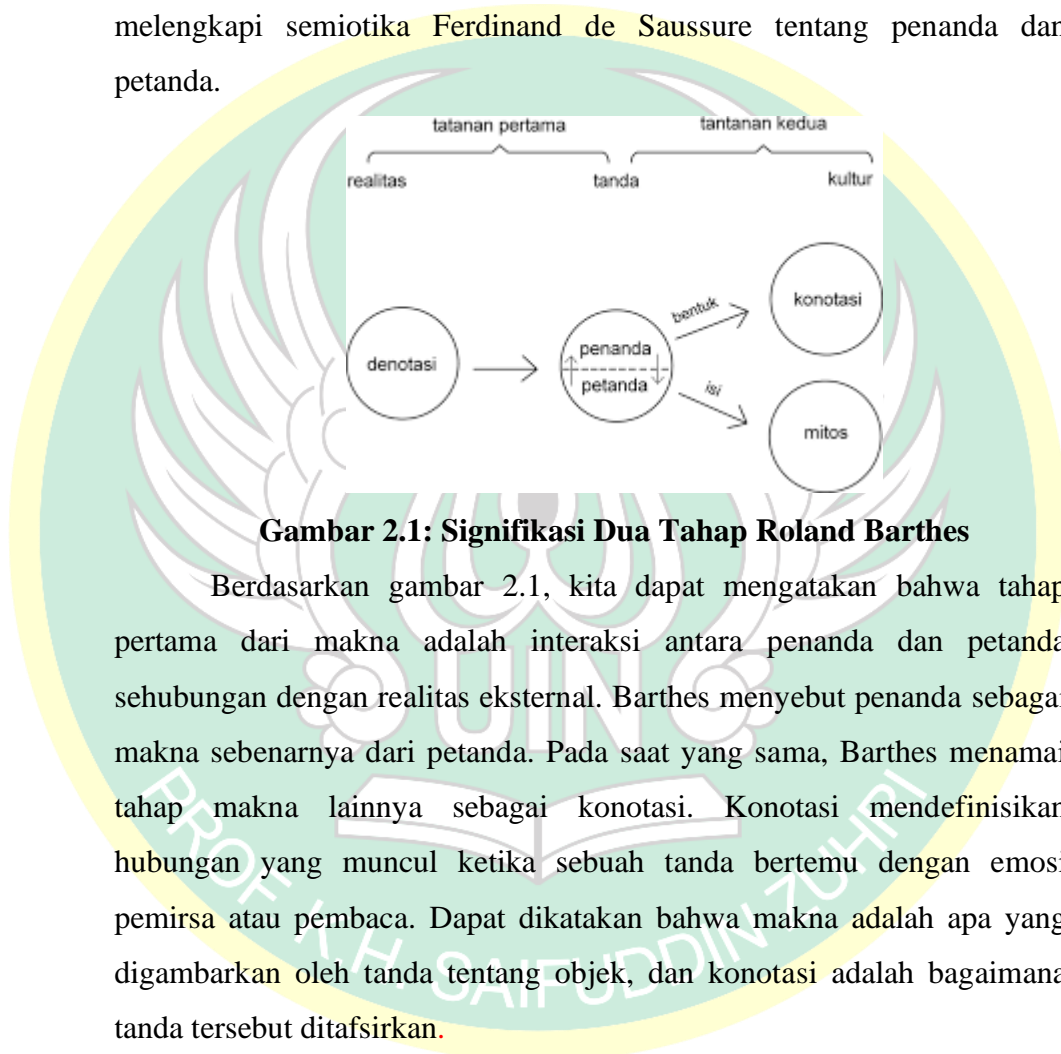 melengkapi semiotika Ferdinand de Saussure tentang penanda dan
petanda.
tatanan pertama tantanan kedua
realitas tanda kultur
denotasi
penanda
petanda
bentuk
isi
konotasi
mitos
Gambar 2.1: Signifikasi Dua Tahap Roland Barthes
Berdasarkan gambar 2.1, kita dapat mengatakan bahwa tahap
pertama dari makna adalah interaksi antara penanda dan petanda
sehubungan dengan realitas eksternal. Barthes menyebut penanda sebagai
makna sebenarnya dari petanda. Pada saat yang sama, Barthes menamai
tahap makna lainnya sebagai konotasi. Konotasi mendefinisikan
hubungan yang muncul ketika sebuah tanda bertemu dengan emosi
pemirsa atau pembaca. Dapat dikatakan bahwa makna adalah apa yang
digambarkan oleh tanda tentang objek, dan konotasi adalah bagaimana
tanda tersebut ditafsirkan.
UIN
PROF. K.H. SAIFUDDIN ZUHRI